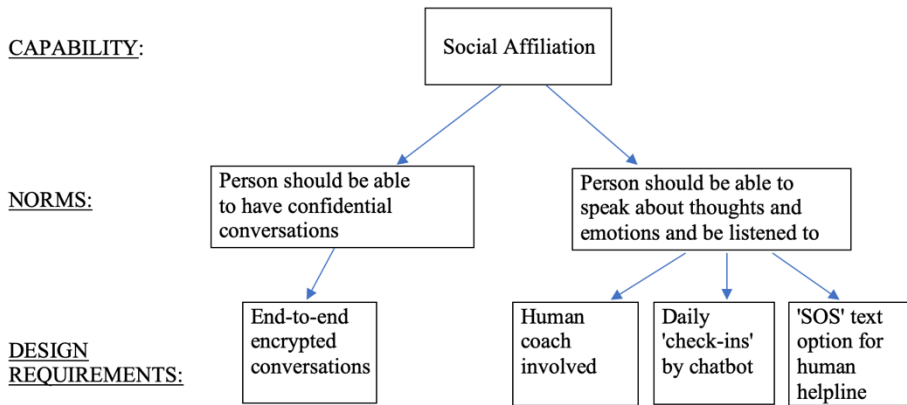 CAPABILITY:
Social Affiliation
NORMS:
Person should be able
to have confidential
conversations
Person should be able to
speak about thoughts and
emotions and be listened to
DESIGN
REQUIREMENTS:
End-to-end
encrypted
conversations
Human
coach
involved
Daily
'check-ins'
by chatbot
'SOS' text
option for
human
helpline